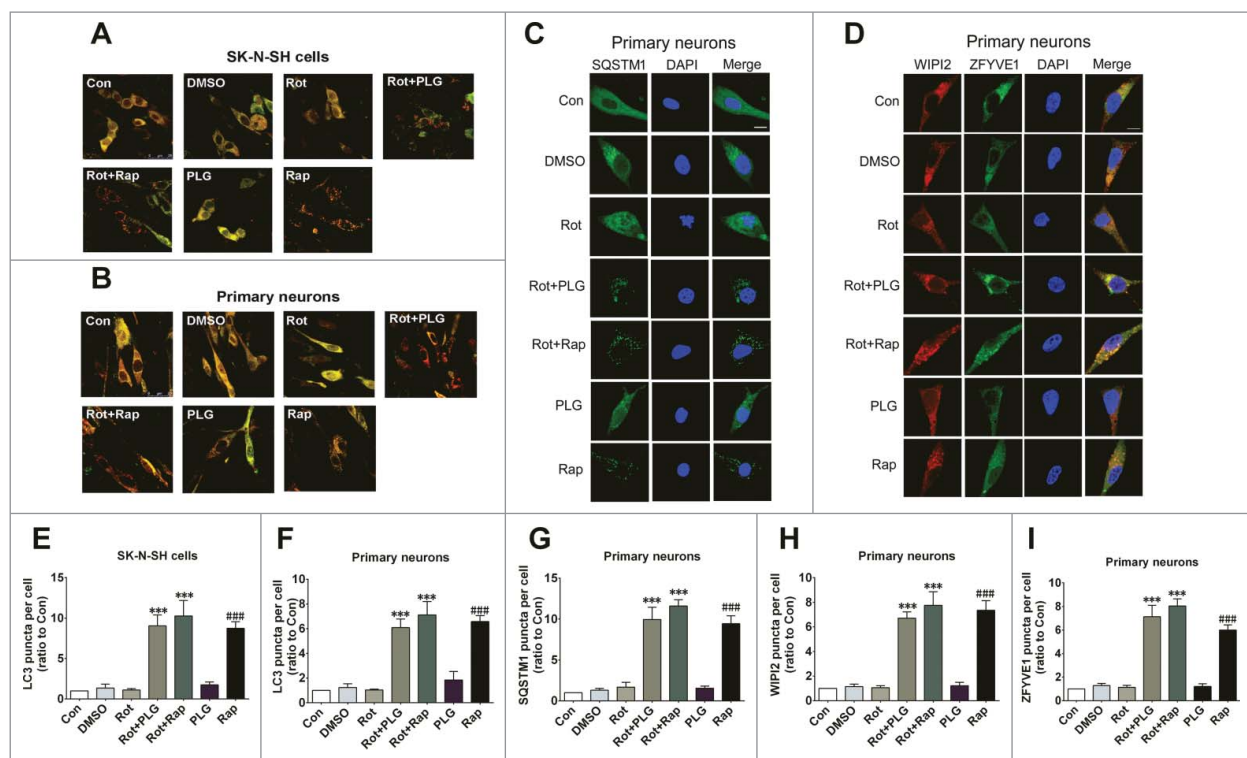 A
SK-N-SH cells
Con
DMSO
Rot
Rot+PLG
Rot+Rap
PLG
Rap
B
Primary neurons
Con
DMSO
Rot
Rot+PLG
Rot+Rap
PLG
Rap
C
Primary neurons
SQSTM1 DAPI Merge
Con
DMSO
Rot
Rot+PLG
Rot+Rap
PLG
Rap
D
Primary neurons
WIPI2 ZFYVE1 DAPI Merge
Con
DMSO
Rot
Rot+PLG
Rot+Rap
PLG
Rap
E
SK-N-SH cells
LC3 puncta per cell
(ratio to Con)
15
10
5
0
*** *** ###
Con DMSO Rot Rot+PLG Rot+Rap PLG Rap
F
Primary neurons
LC3 puncta per cell
(ratio to Con)
10
8
6
4
2
0
*** *** ###
Con DMSO Rot Rot+PLG Rot+Rap PLG Rap
G
Primary neurons
SQSTM1 puncta per cell
(ratio to Con)
15
10
5
0
*** *** ###
Con DMSO Rot Rot+PLG Rot+Rap PLG Rap
H
Primary neurons
WIPI2 puncta per cell
(ratio to Con)
10
8
6
4
2
0
*** *** ###
Con DMSO Rot Rot+PLG Rot+Rap PLG Rap
I
Primary neurons
ZFYVE1 puncta per cell
(ratio to Con)
10
8
6
4
2
0
*** *** ###
Con DMSO Rot Rot+PLG Rot+Rap PLG Rap